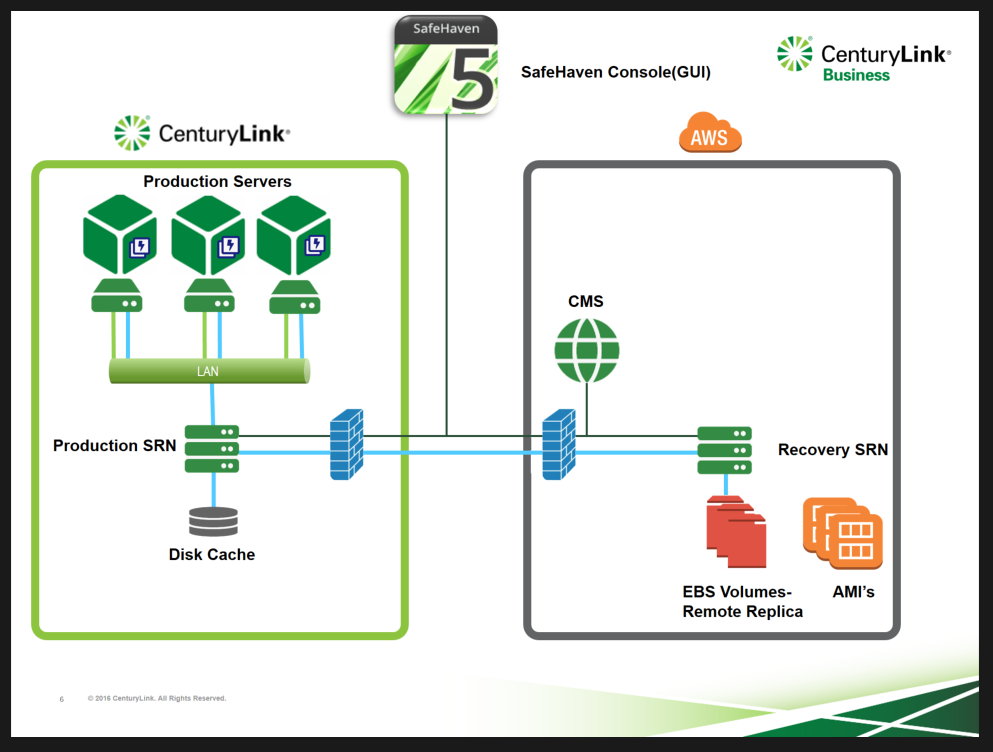 SafeHaven
5
SafeHaven Console(GUI)
CenturyLink®
Business
CenturyLink®
AWS
Production Servers
LAN
CMS
Production SRN
Recovery SRN
Disk Cache
EBS Volumes-
Remote Replica
AMI's
6
© 2016 CenturyLink. All Rights Reserved.